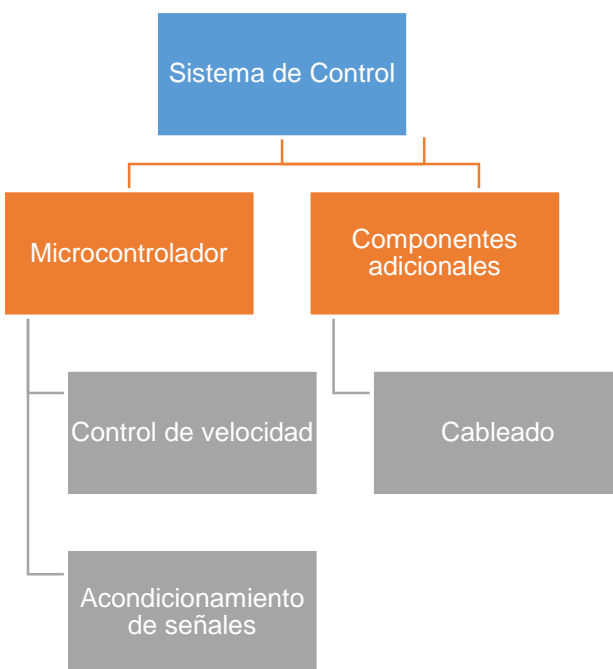 Sistema de Control
Microcontrolador
Componentes
adicionales
Control de velocidad
Cableado
Acondicionamiento
de señales